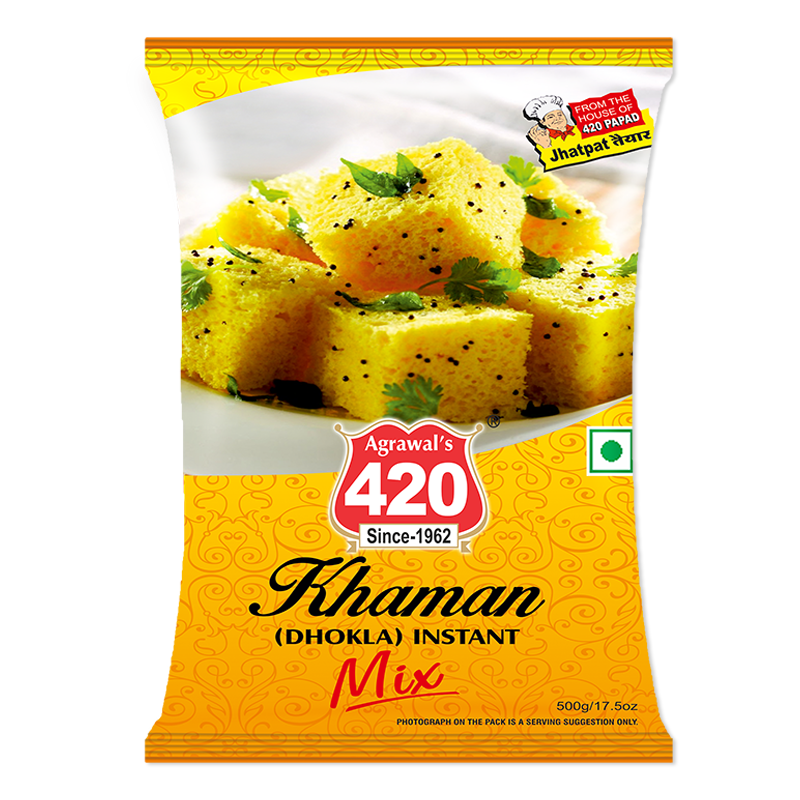 FROM THE
HOUSE OF
420 PAPAD
Jhatpat तैयार
®
Agrawal's
420
Since-1962
Khaman
(DHOKLA) INSTANT
Mix
500g/17.5oz
PHOTOGRAPH ON THE PACK IS A SERVING SUGGESTION ONLY.